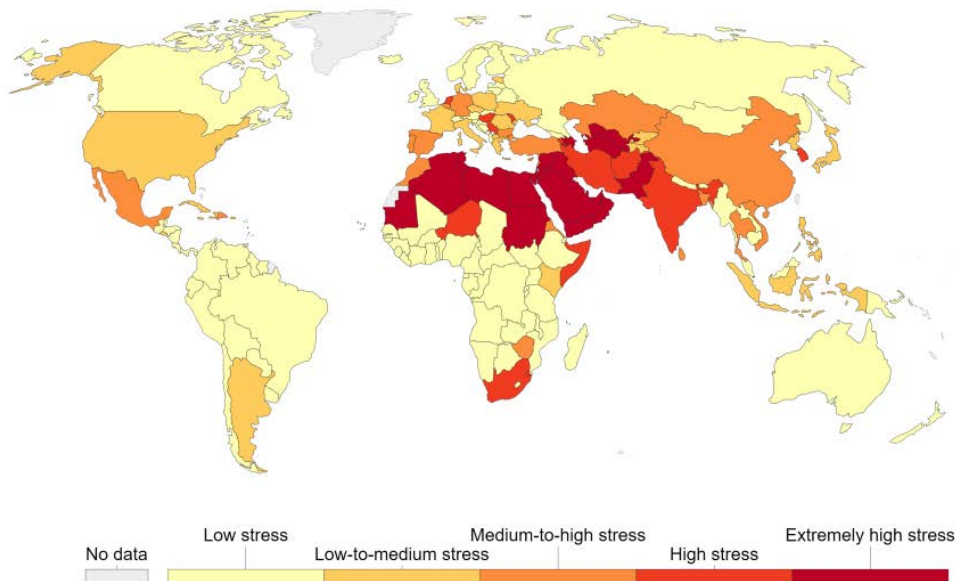 Low stress
Medium-to-high stress
Extremely high stress
No data
Low-to-medium stress
High stress